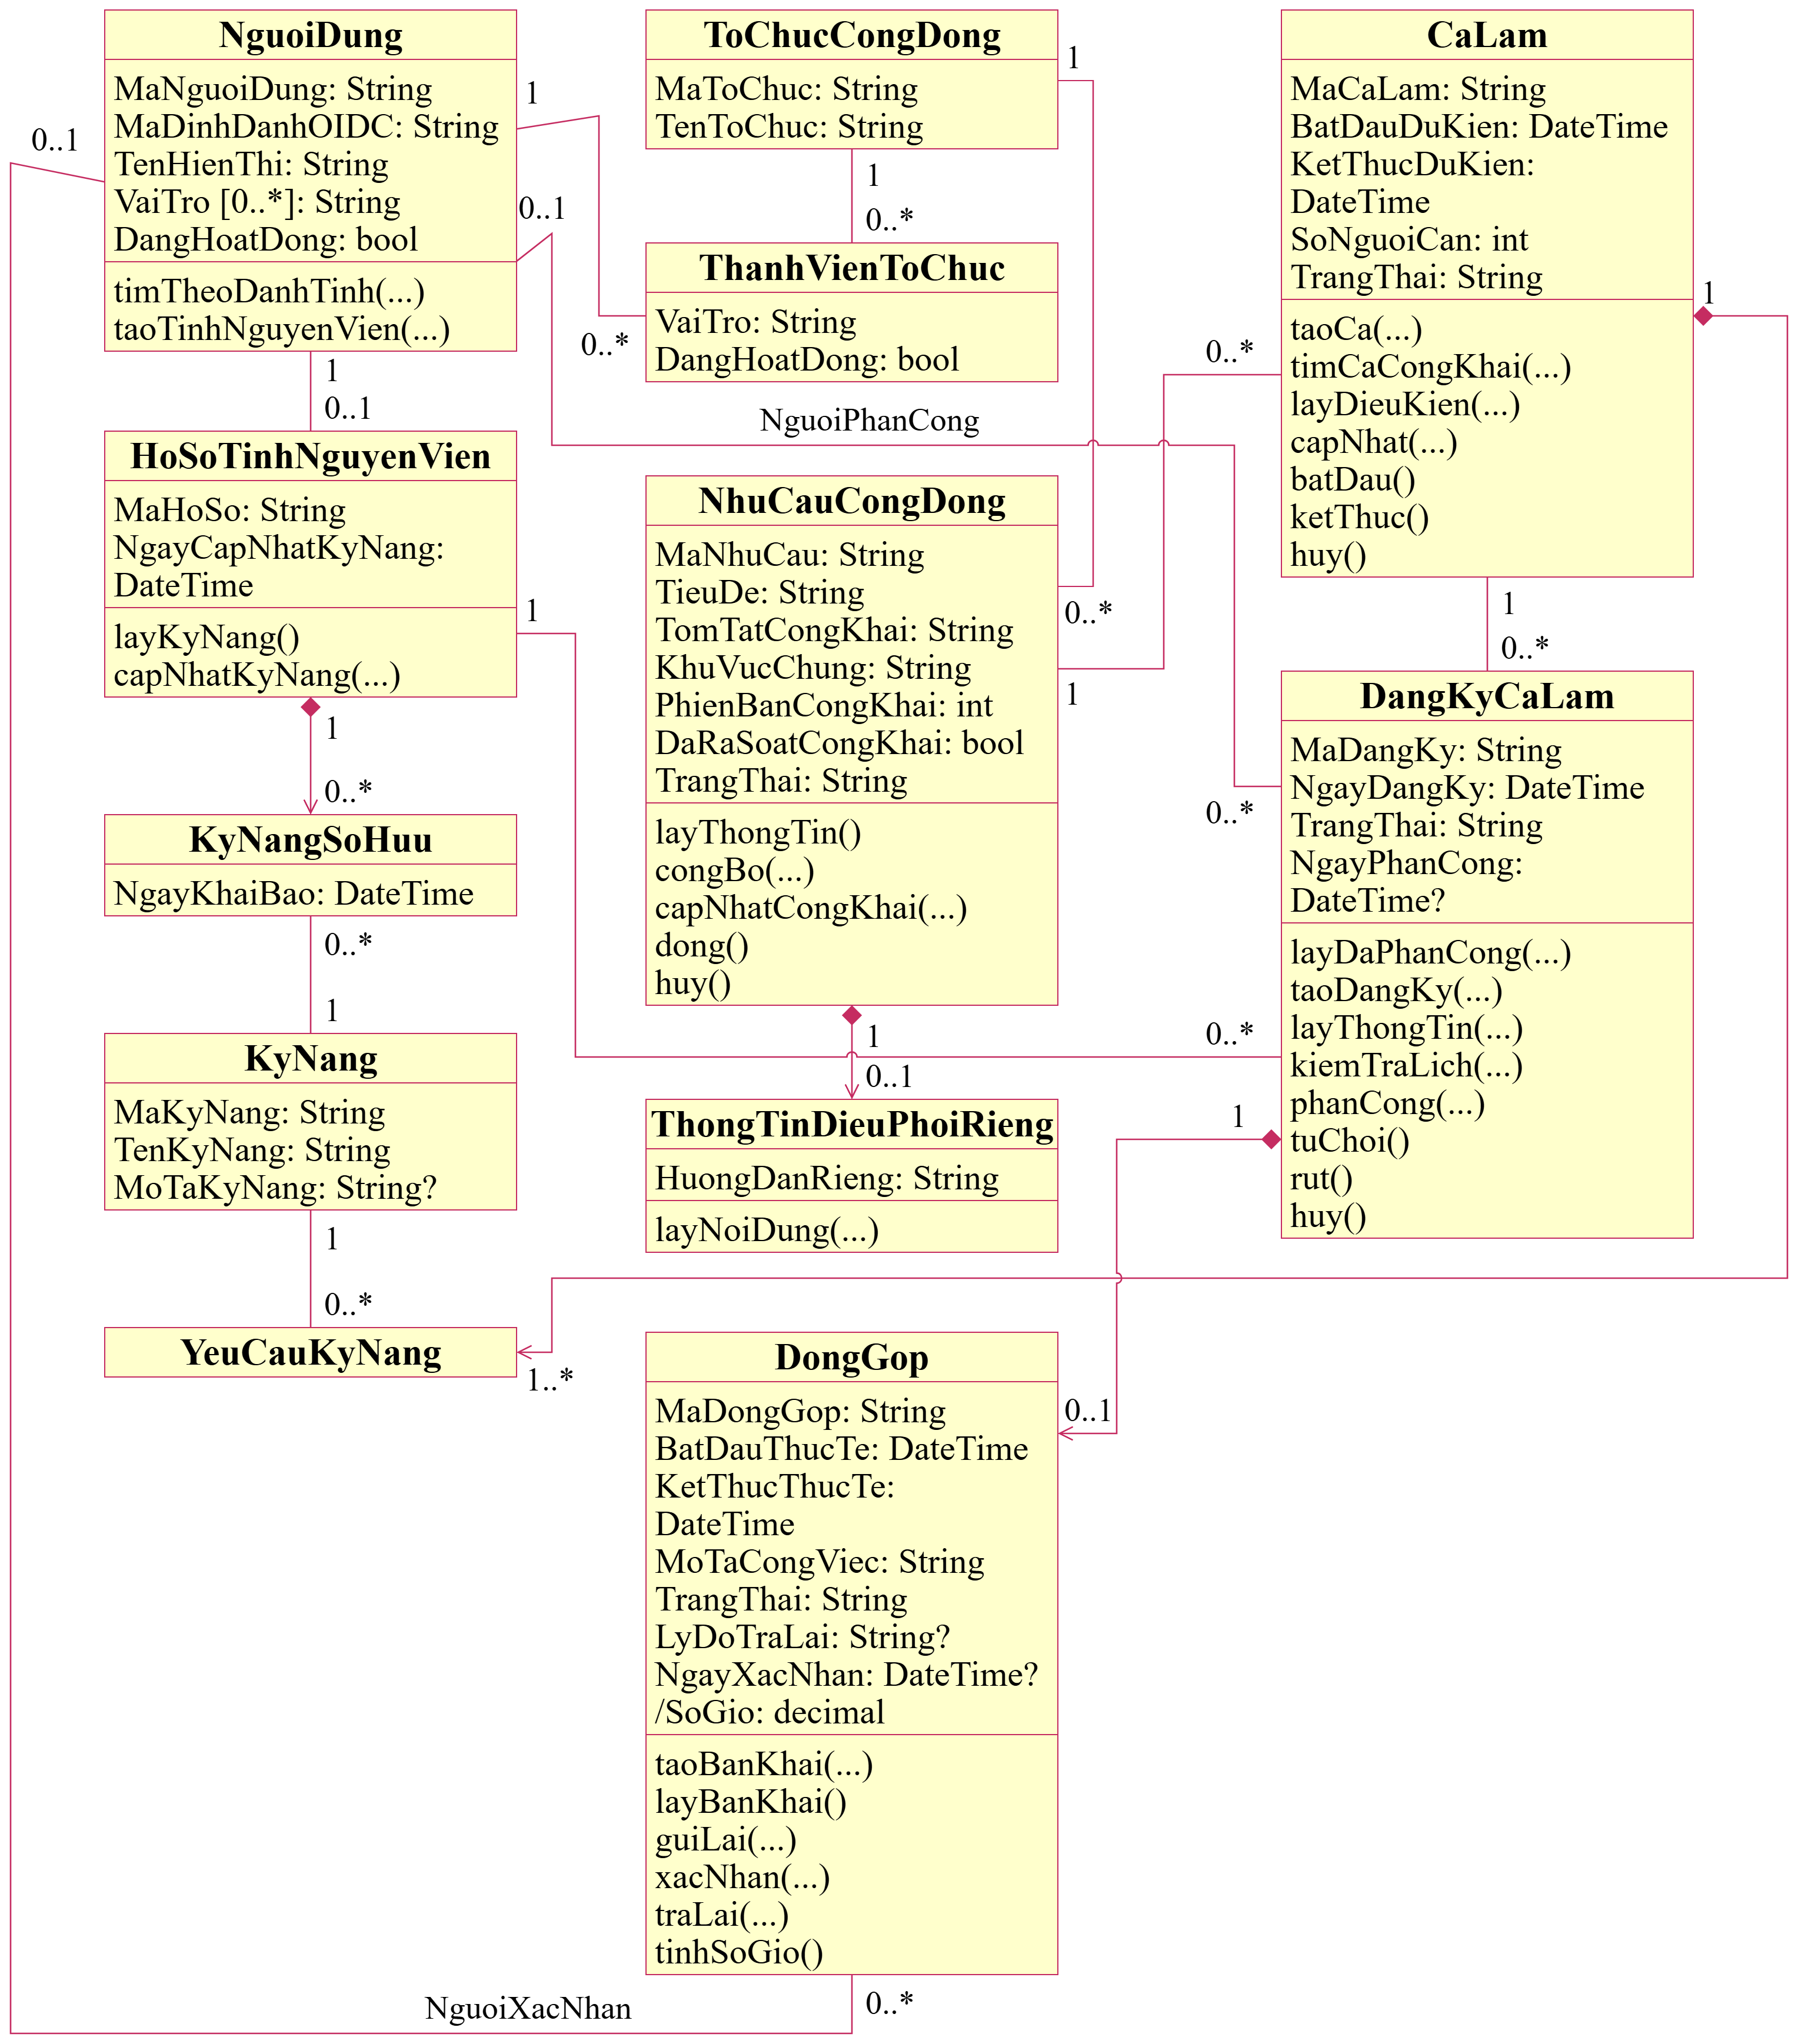 NguoiDung
MaNguoiDung: String
MaDinhDanhOIDC: String
TenHienThi: String
VaiTro [0..*]: String
DangHoatDong: bool
timTheoDanhTinh(...)
taoTinhNguyenVien(...)
ToChucCongDong
MaToChuc: String
TenToChuc: String
CaLam
MaCaLam: String
BatDauDuKien: DateTime
KetThucDuKien:
DateTime
SoNguoiCan: int
TrangThai: String
taoCa(...)
timCaCongKhai(...)
layDieuKien(...)
capNhat(...)
batDau()
ketThuc()
huy()
0..1
1
0..1
1
1
0..*
ThanhVienToChuc
VaiTro: String
DangHoatDong: bool
0..*
1
0..*
1
0..1
NguoiPhanCong
HoSoTinhNguyenVien
MaHoSo: String
NgayCapNhatKyNang:
DateTime
layKyNang()
capNhatKyNang(...)
1
NhuCauCongDong
MaNhuCau: String
TieuDe: String
TomTatCongKhai: String
KhuVucChung: String
PhienBanCongKhai: int
DaRaSoatCongKhai: bool
TrangThai: String
layThongTin()
congBo(...)
capNhatCongKhai(...)
dong()
huy()
0..*
1
1
0..*
DangKyCaLam
MaDangKy: String
NgayDangKy: DateTime
TrangThai: String
NgayPhanCong:
DateTime?
layDaPhanCong(...)
taoDangKy(...)
layThongTin(...)
kiemTraLich(...)
phanCong(...)
tuChoi()
rut()
huy()
0..*
0..*
1
1
0..*
KyNangSoHuu
NgayKhaiBao: DateTime
0..*
1
KyNang
MaKyNang: String
TenKyNang: String
MoTaKyNang: String?
1
0..1
ThongTinDieuPhoiRieng
HuongDanRieng: String
layNoiDung(...)
1
0..*
YeuCauKyNang
1..*
DongGop
MaDongGop: String
BatDauThucTe: DateTime
KetThucThucTe:
DateTime
MoTaCongViec: String
TrangThai: String
LyDoTraLai: String?
NgayXacNhan: DateTime?
/SoGio: decimal
taoBanKhai(...)
layBanKhai()
guiLai(...)
xacNhan(...)
traLai(...)
tinhSoGio()
0..1
NguoiXacNhan
0..*